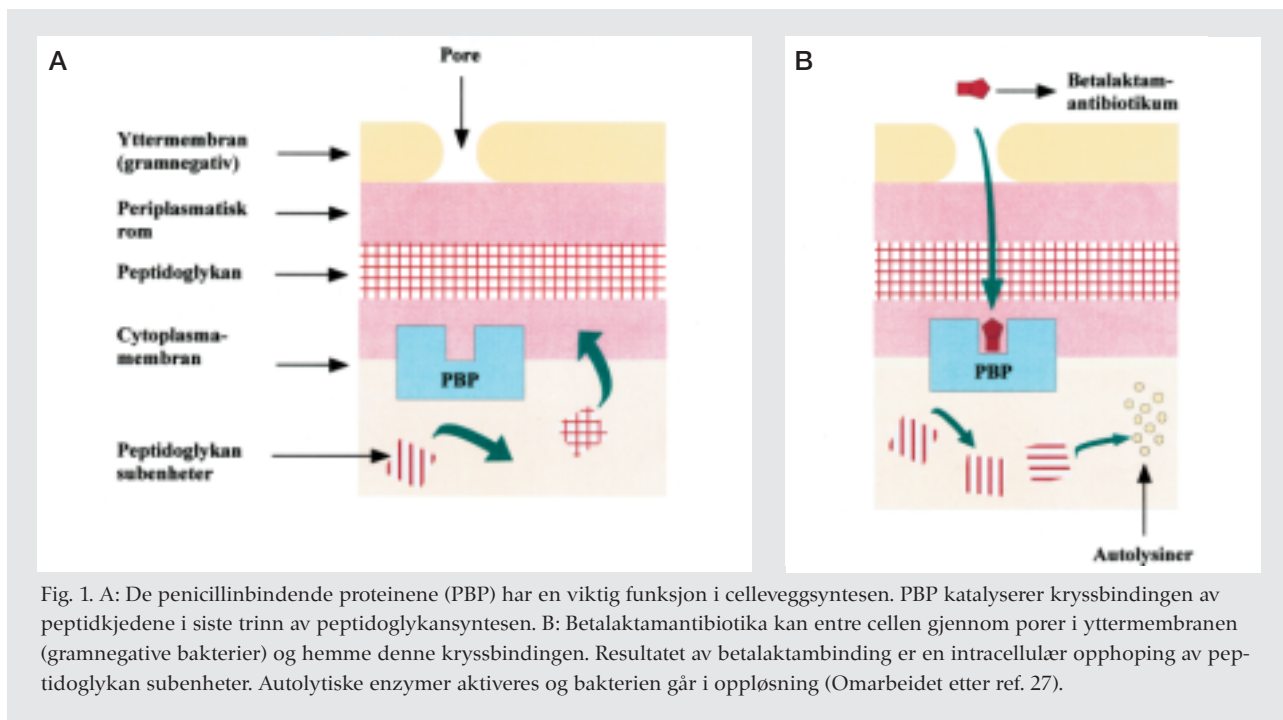 A
Pore
Yttermembran
(gramnegativ)
Periplasmatisk
rom
Peptidoglykan
Cytoplasma-
membran
PBP
Peptidoglykan
subenheter
B
Betalaktam-
antibiotikum
PBP
Autolysiner
Fig. 1. A: De penicillinbindende proteinene (PBP) har en viktig funksjon i celleveggsyntesen. PBP katalyserer kryssbindingen av
peptidkjedene i siste trinn av peptidoglykansyntesen. B: Betalaktamantibiotika kan entre cellen gjennom porer i yttermembranen
(gramnegative bakterier) og hemme denne kryssbindingen. Resultatet av betalaktambinding er en intracellulær opphoping av pep-
tidoglykan subenheter. Autolytiske enzymer aktiveres og bakterien går i oppløsning (Omarbeidet etter ref. 27).